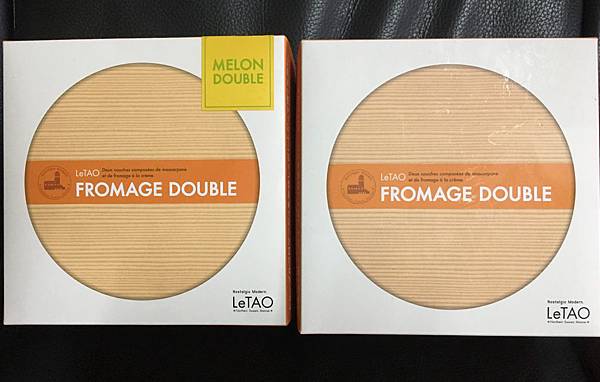 MELON
DOUBLE
LeTAO Deux couches composées de mascarpone
et de fromage à la crème
FROMAGE DOUBLE
Nostalgic Modern.
LeTAO
LeTAO Deux couches composées de mascarpone
et de fromage à la crème
FROMAGE DOUBLE
Nostalgic Modern.
LeTAO